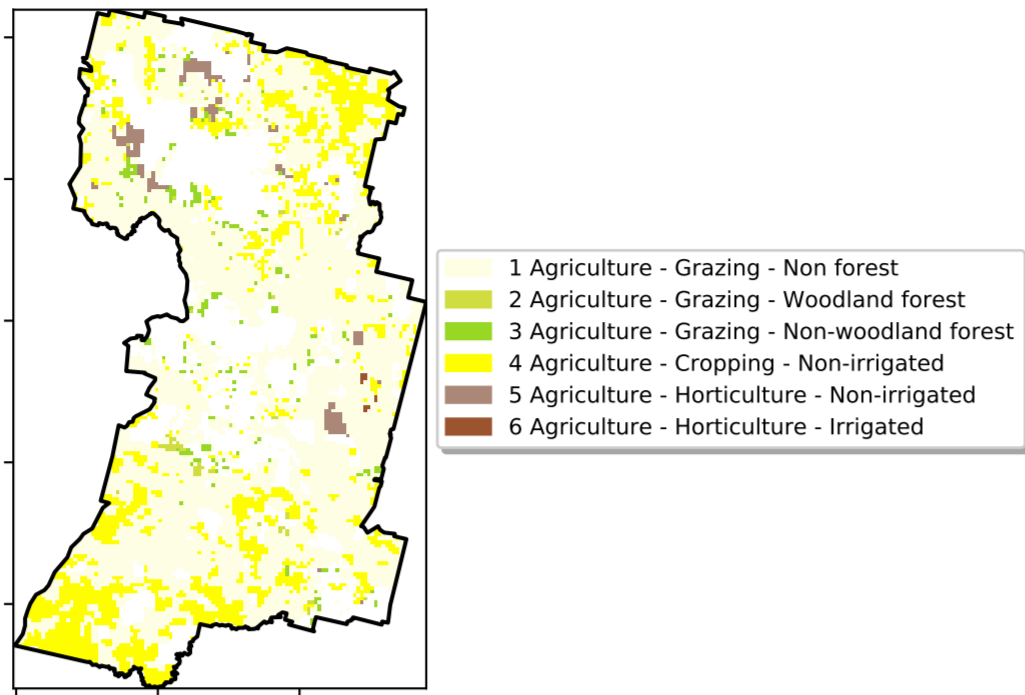 1 Agriculture - Grazing - Non forest
2 Agriculture - Grazing - Woodland forest
3 Agriculture - Grazing - Non-woodland forest
4 Agriculture - Cropping - Non-irrigated
5 Agriculture - Horticulture - Non-irrigated
6 Agriculture - Horticulture - Irrigated